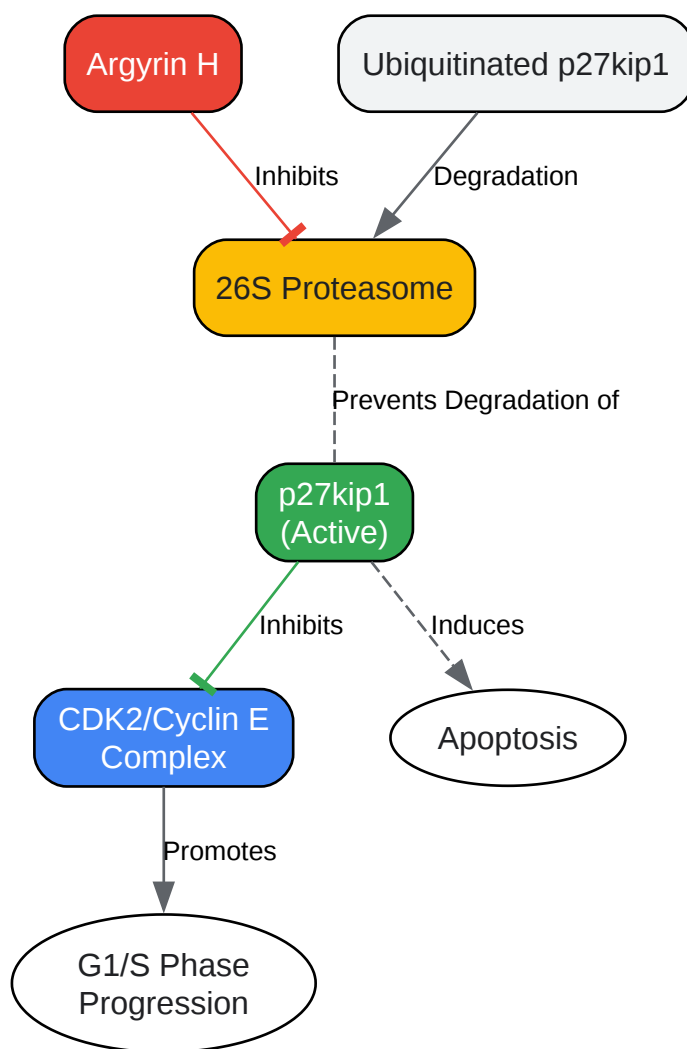 Argyrin H
Ubiquitinated p27kip1
Inhibits
Degradation
26S Proteasome
Prevents Degradation of
p27kip1
(Active)
Inhibits
Induces
CDK2/Cyclin E
Complex
Apoptosis
Promotes
G1/S Phase
Progression